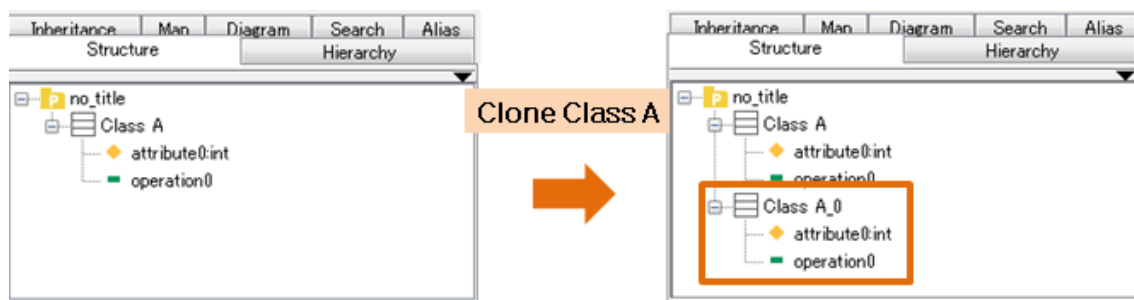 Inheritance Map Diagram Search Alias
Structure Hierarchy
no_title
Class A
attribute0:int
operation0
Clone Class A
Inheritance Map Diagram Search Alias
Structure Hierarchy
P no_title
Class A
attribute0:int
operation0
Class A_0
attribute0:int
operation0